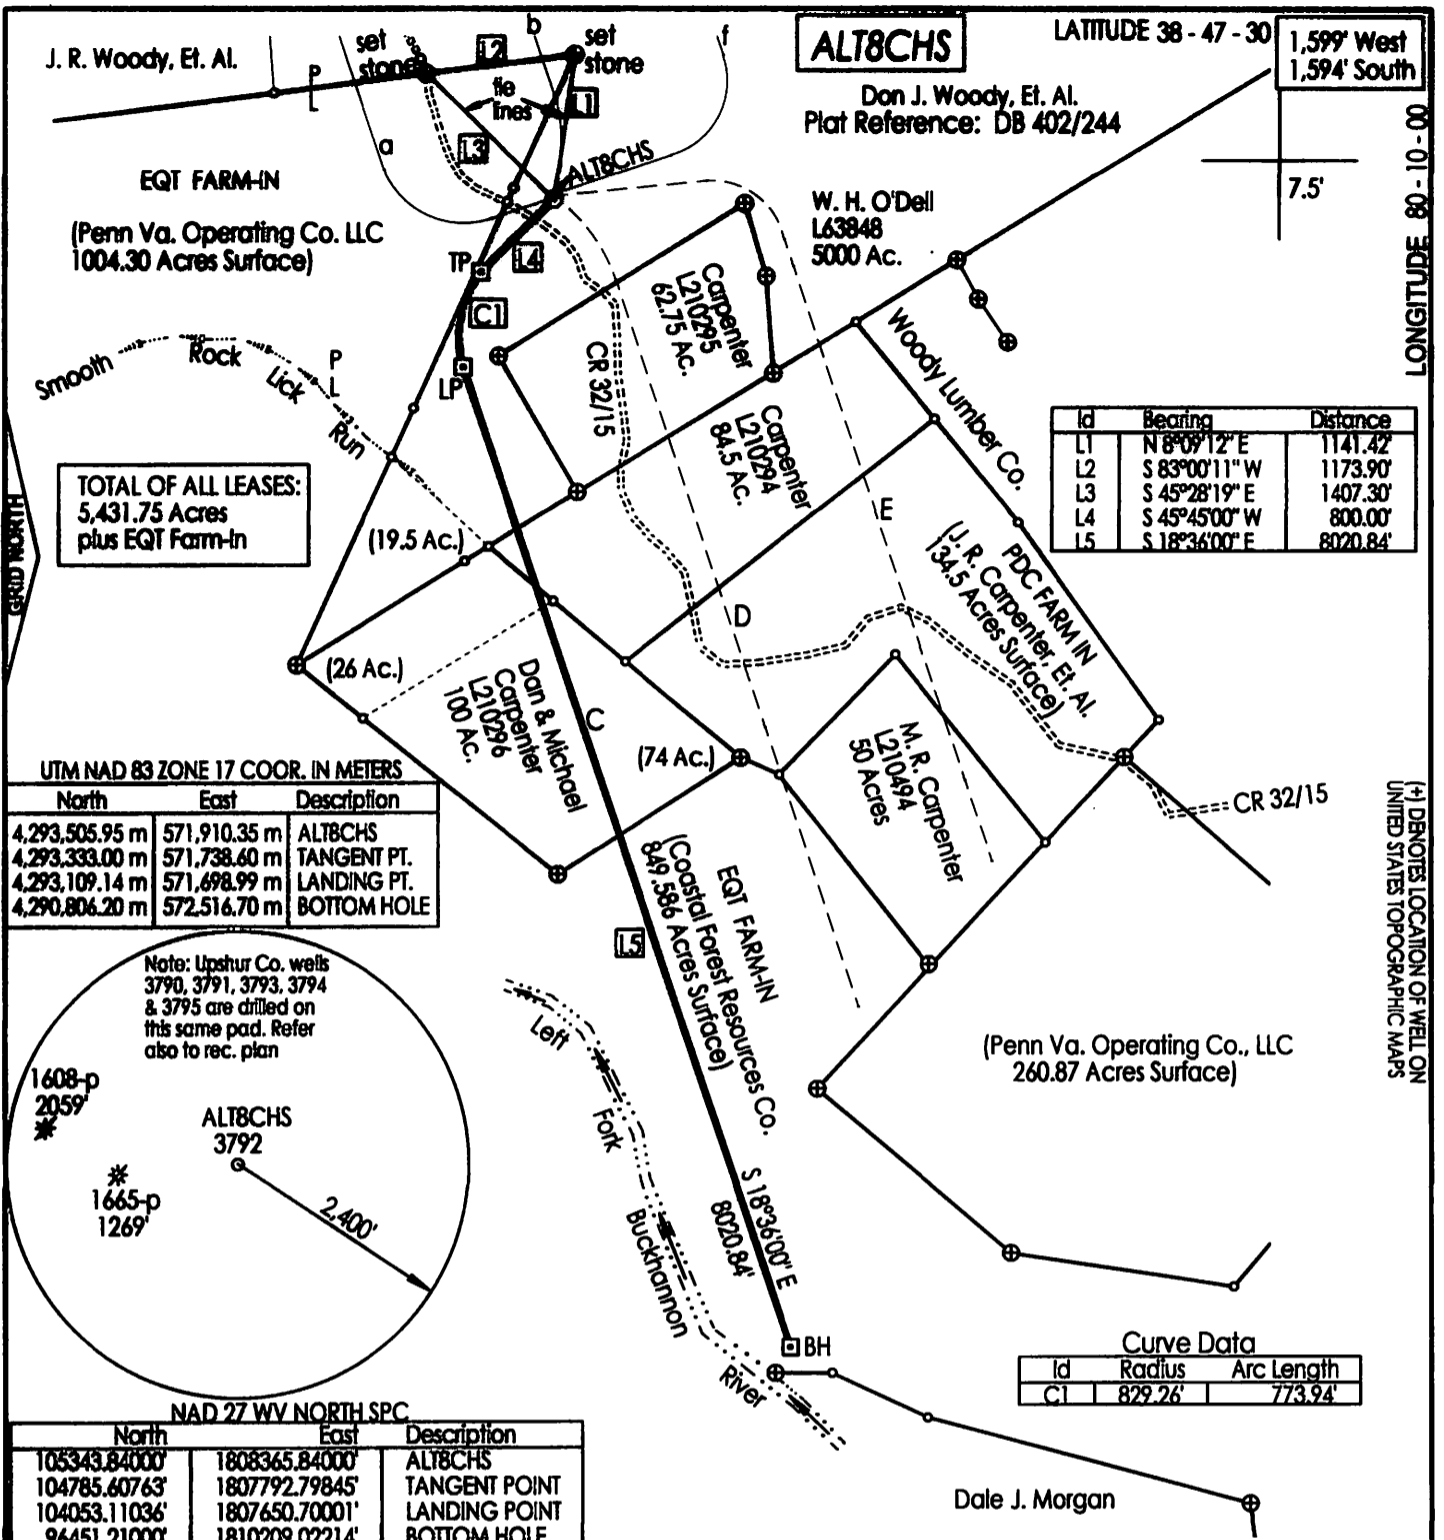 J. R. Woody, Et. Al.
P
L
set
stone
L2
b
set
stone
f
ALT8CHS
LATITUDE 38 - 47 - 30
1,599' West
1,594' South
Don J. Woody, Et. Al.
Plat Reference: DB 402/244
tie
lines
L1
a
L3
ALT8CHS
LONGITUDE 80 - 10 - 00
7.5'
EQT FARM-IN
(Penn Va. Operating Co. LLC
1004.30 Acres Surface)
TP
L4
C1
LP
W. H. O'Dell
L63848
5000 Ac.
Carpenter
L210295
62.75 Ac.
CR 32/15
Carpenter
L210294
84.5 Ac.
Woody Lumber Co.
Smooth
Rock
Lick
Run
P
L
Id Bearing Distance
L1 N 8°09'12" E 1141.42'
L2 S 83°00'11" W 1173.90'
L3 S 45°28'19" E 1407.30'
L4 S 45°45'00" W 800.00'
L5 S 18°36'00" E 8020.84'
TOTAL OF ALL LEASES:
5,431.75 Acres
plus EQT Farm-In
GRID NORTH
(19.5 Ac.)
E
D
PDC FARM IN
(J. R. Carpenter, Et. Al.
134.5 Acres Surface)
(26 Ac.)
Dan & Michael
Carpenter
L210296
100 Ac.
C
(74 Ac.)
M. R. Carpenter
L210494
50 Acres
CR 32/15
(+) DENOTES LOCATION OF WELL ON
UNITED STATES TOPOGRAPHIC MAPS
UTM NAD 83 ZONE 17 COOR. IN METERS
North East Description
4,293,505.95 m 571,910.35 m ALT8CHS
4,293,333.00 m 571,738.60 m TANGENT PT.
4,293,109.14 m 571,698.99 m LANDING PT.
4,290,806.20 m 572,516.70 m BOTTOM HOLE
L5
EQT FARM-IN
(Coastal Forest Resources Co.
849.586 Acres Surface)
Note: Upshur Co. wells
3790, 3791, 3793, 3794
& 3795 are drilled on
this same pad. Refer
also to rec. plan
1608-p
2059'
ALT8CHS
3792
1665-p
1269'
2,400'
Left
Fork
Buckhannon
River
(Penn Va. Operating Co., LLC
260.87 Acres Surface)
S 18°36'00" E
8020.84'
BH
Curve Data
Id Radius Arc Length
C1 829.26' 773.94'
NAD 27 WV NORTH SPC
North East Description
105343.84000' 1808365.84000' ALT8CHS
104785.60763' 1807792.79845' TANGENT POINT
104053.11036' 1807650.70001' LANDING POINT
96451.21000' 1810209.02214' BOTTOM HOLE
Dale J. Morgan